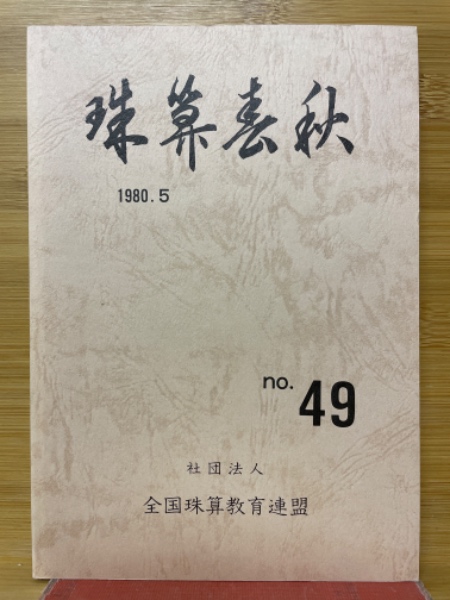 珠算春秋
1980.5
no. 49
社団法人
全国珠算教育連盟